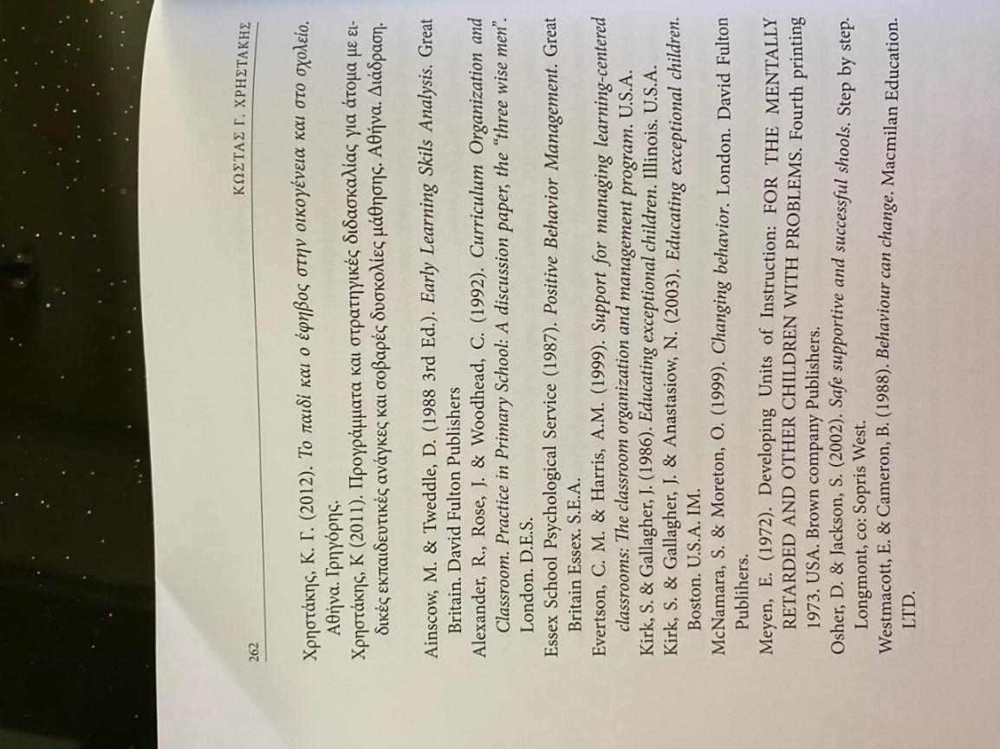 262
ΚΩΣΤΑΣ Γ. ΧΡΗΣΤΑΚΗΣ
Χρηστάκης, Κ. Γ. (2012). Το παιδί και ο έφηβος στην οικογένεια και στο σχολείο.
Αθήνα. Γρηγόρης.
Χρηστάκης, Κ (2011). Προγράμματα και στρατηγικές διδασκαλίας για άτομα με ει-
δικές εκπαιδευτικές ανάγκες και σοβαρές δυσκολίες μάθησης. Αθήνα. Διάδραση.
Ainscow, M. & Tweddle, D. (1988 3rd Ed.). Early Learning Skils Analysis. Great
Britain. David Fulton Publishers
Alexander, R., Rose, J. & Woodhead, C. (1992). Curriculum Organization and
Classroom. Practice in Primary School: A discussion paper, the “three wise men”.
London. D.E.S.
Essex School Psychological Service (1987). Positive Behavior Management. Great
Britain Essex. S.E.A.
Evertson, C. M. & Harris, A.M. (1999). Support for managing learning-centered
classrooms: The classroom organization and management program. U.S.A.
Kirk, S. & Gallagher, J. (1986). Educating exceptional children. Illinois. U.S.A.
Kirk, S. & Gallagher, J. & Anastasiow, N. (2003). Educating exceptional children.
Boston. U.S.A. IM.
McNamara, S. & Moreton, O. (1999). Changing behavior. London. David Fulton
Publihers.
Meyen, E. (1972). Developing Units of Instruction: FOR THE MENTALLY
RETARDED AND OTHER CHILDREN WITH PROBLEMS. Fourth printing
1973. USA. Brown company Publishers.
Osher, D. & Jackson, S. (2002). Safe supportive and successful shools. Step by step.
Longmont, co: Sopris West.
Westmacott, E. & Cameron, B. (1988). Behaviour can change. Macmilan Education.
LTD.